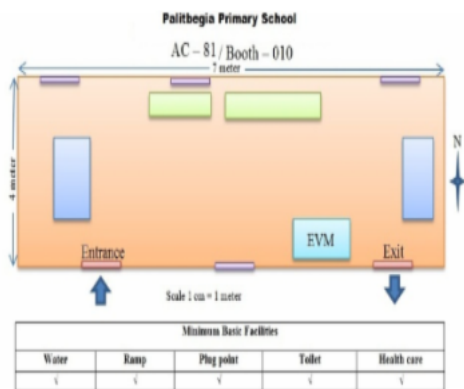 Palitbegia Primary School
AC – 81 / Booth – 010
7 meter
4 meter
N
EVM
Entrance
Exit
Scale 1 cm = 1 meter
Minimum Basic Facilities
Water Ramp Plug point Toilet Health care
√ √ √ √ √